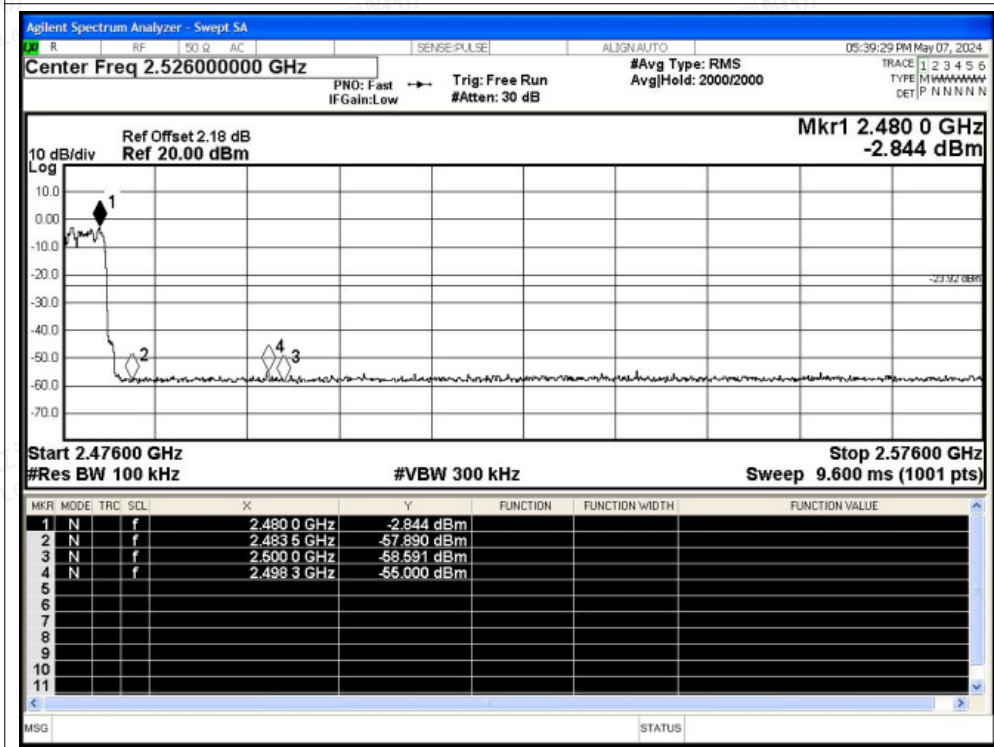 Agilent Spectrum Analyzer - Swept SA
R RF 50 Ω AC SENSE:PULSE ALIGN AUTO 05:39:29 PM May 07, 2024
Center Freq 2.526000000 GHz
PNO: Fast
IFGain:Low
Trig: Free Run
#Atten: 30 dB
#Avg Type: RMS
Avg|Hold: 2000/2000
TRACE 1 2 3 4 5 6
TYPE M
DET P N N N N N
Mkr1 2.480 0 GHz
-2.844 dBm
Ref Offset 2.18 dB
10 dB/div Ref 20.00 dBm
Log
10.0
0.00
-10.0
-20.0
-30.0
-40.0
-50.0
-60.0
-70.0
1
2
4
3
-23.92 dBm
Start 2.47600 GHz Stop 2.57600 GHz
#Res BW 100 kHz #VBW 300 kHz Sweep 9.600 ms (1001 pts)
MKR MODE TRC SCL X Y FUNCTION FUNCTION WIDTH FUNCTION VALUE
1 N f 2.480 0 GHz -2.844 dBm
2 N f 2.483 5 GHz -57.890 dBm
3 N f 2.500 0 GHz -58.591 dBm
4 N f 2.498 3 GHz -55.000 dBm
5
6
7
8
9
10
11
MSG STATUS